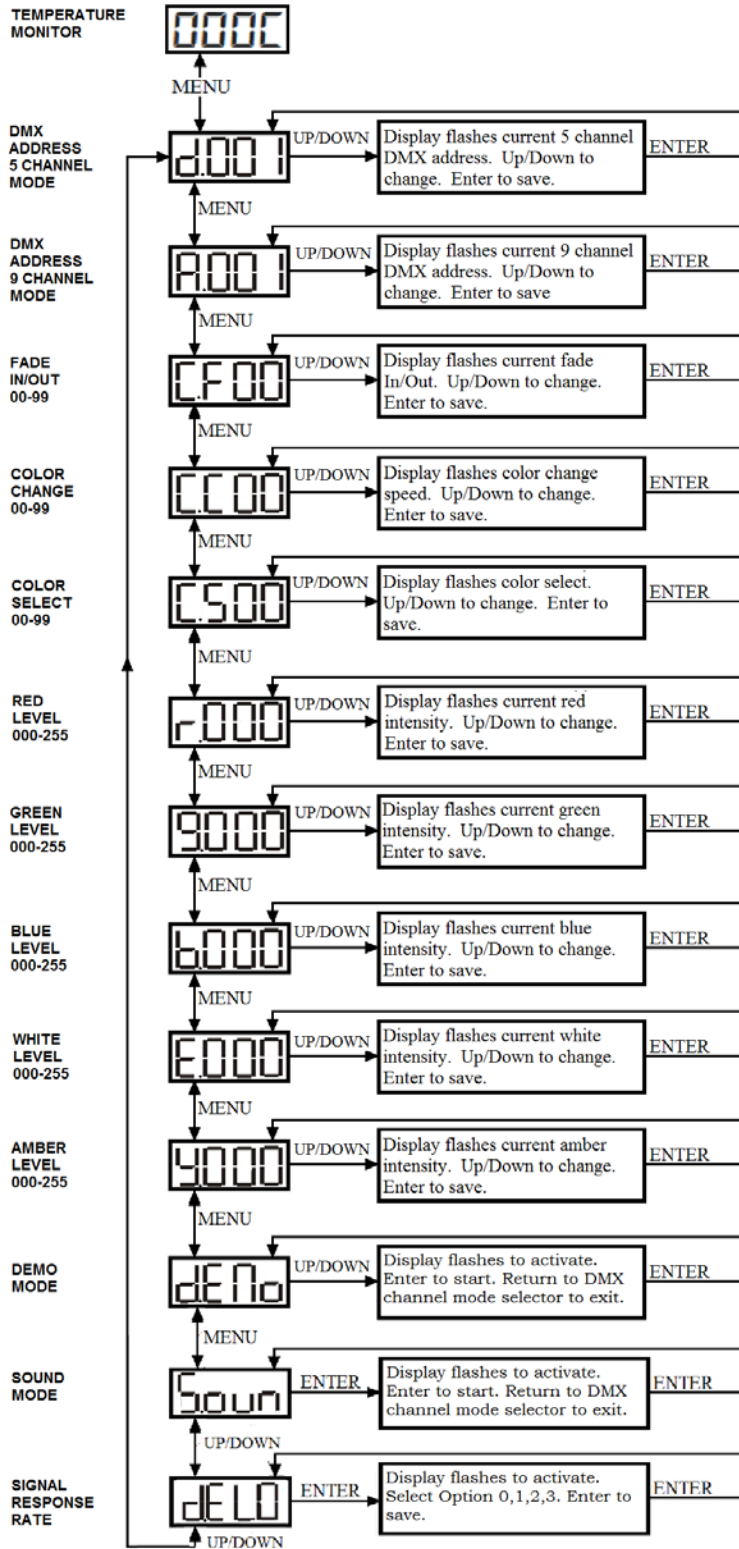 TEMPERATURE
MONITOR
000C
MENU
DMX
ADDRESS
5 CHANNEL
MODE
d.001
UP/DOWN
Display flashes current 5 channel
DMX address. Up/Down to
change. Enter to save.
ENTER
MENU
DMX
ADDRESS
9 CHANNEL
MODE
A.001
UP/DOWN
Display flashes current 9 channel
DMX address. Up/Down to
change. Enter to save
ENTER
MENU
FADE
IN/OUT
00-99
C.F00
UP/DOWN
Display flashes current fade
In/Out. Up/Down to change.
Enter to save.
ENTER
MENU
COLOR
CHANGE
00-99
C.C00
UP/DOWN
Display flashes color change
speed. Up/Down to change.
Enter to save.
ENTER
MENU
COLOR
SELECT
00-99
C.S00
UP/DOWN
Display flashes color select.
Up/Down to change. Enter to
save.
ENTER
MENU
RED
LEVEL
000-255
r.000
UP/DOWN
Display flashes current red
intensity. Up/Down to change.
Enter to save.
ENTER
MENU
GREEN
LEVEL
000-255
g.000
UP/DOWN
Display flashes current green
intensity. Up/Down to change.
Enter to save.
ENTER
MENU
BLUE
LEVEL
000-255
b.000
UP/DOWN
Display flashes current blue
intensity. Up/Down to change.
Enter to save.
ENTER
MENU
WHITE
LEVEL
000-255
E.000
UP/DOWN
Display flashes current white
intensity. Up/Down to change.
Enter to save.
ENTER
MENU
AMBER
LEVEL
000-255
y.000
UP/DOWN
Display flashes current amber
intensity. Up/Down to change.
Enter to save.
ENTER
MENU
DEMO
MODE
d.EMo
UP/DOWN
Display flashes to activate.
Enter to start. Return to DMX
channel mode selector to exit.
ENTER
MENU
SOUND
MODE
S.oun
ENTER
Display flashes to activate.
Enter to start. Return to DMX
channel mode selector to exit.
ENTER
UP/DOWN
SIGNAL
RESPONSE
RATE
d.EL0
ENTER
Display flashes to activate.
Select Option 0,1,2,3. Enter to
save.
ENTER
UP/DOWN